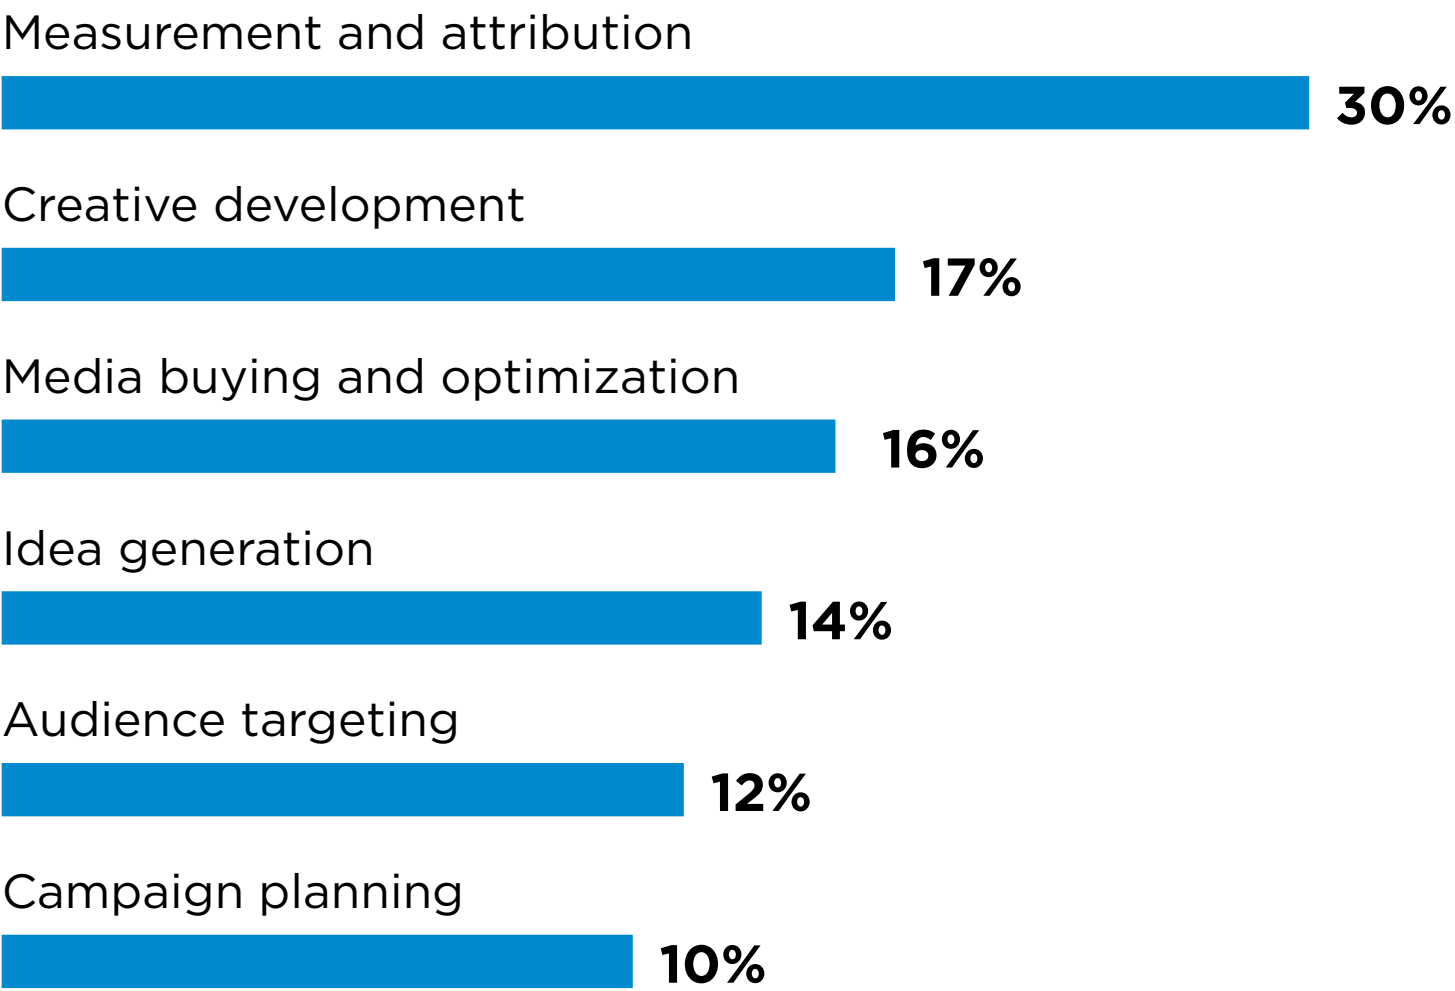 Measurement and attribution
30%
Creative development
17%
Media buying and optimization
16%
Idea generation
14%
Audience targeting
12%
Campaign planning
10%